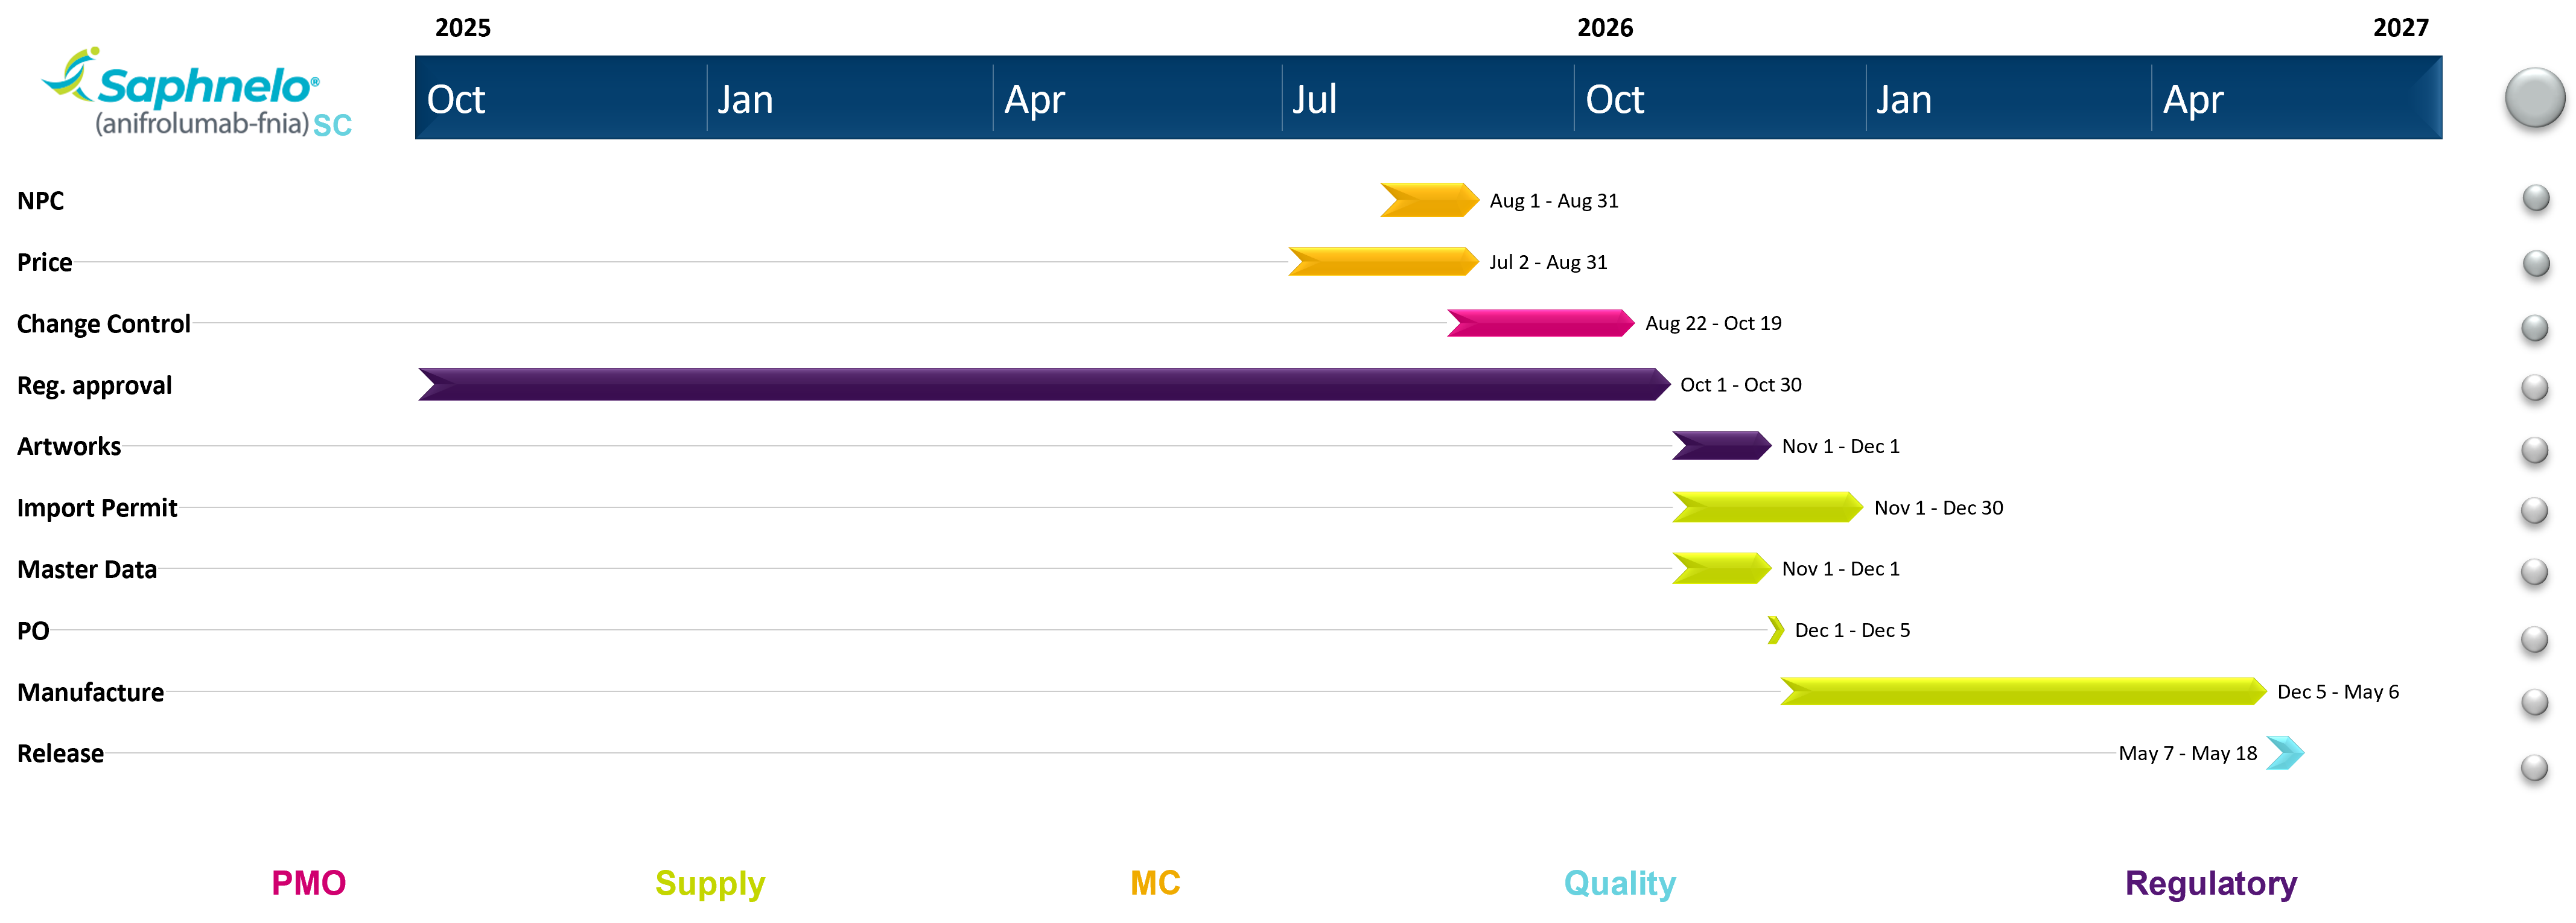 2025 2026 2027
Saphnelo®
(anifrolumab-fnia) SC
Oct Jan Apr Jul Oct Jan Apr
NPC Aug 1 - Aug 31
Price Jul 2 - Aug 31
Change Control Aug 22 - Oct 19
Reg. approval Oct 1 - Oct 30
Artworks Nov 1 - Dec 1
Import Permit Nov 1 - Dec 30
Master Data Nov 1 - Dec 1
PO Dec 1 - Dec 5
Manufacture Dec 5 - May 6
Release May 7 - May 18
PMO Supply MC Quality Regulatory